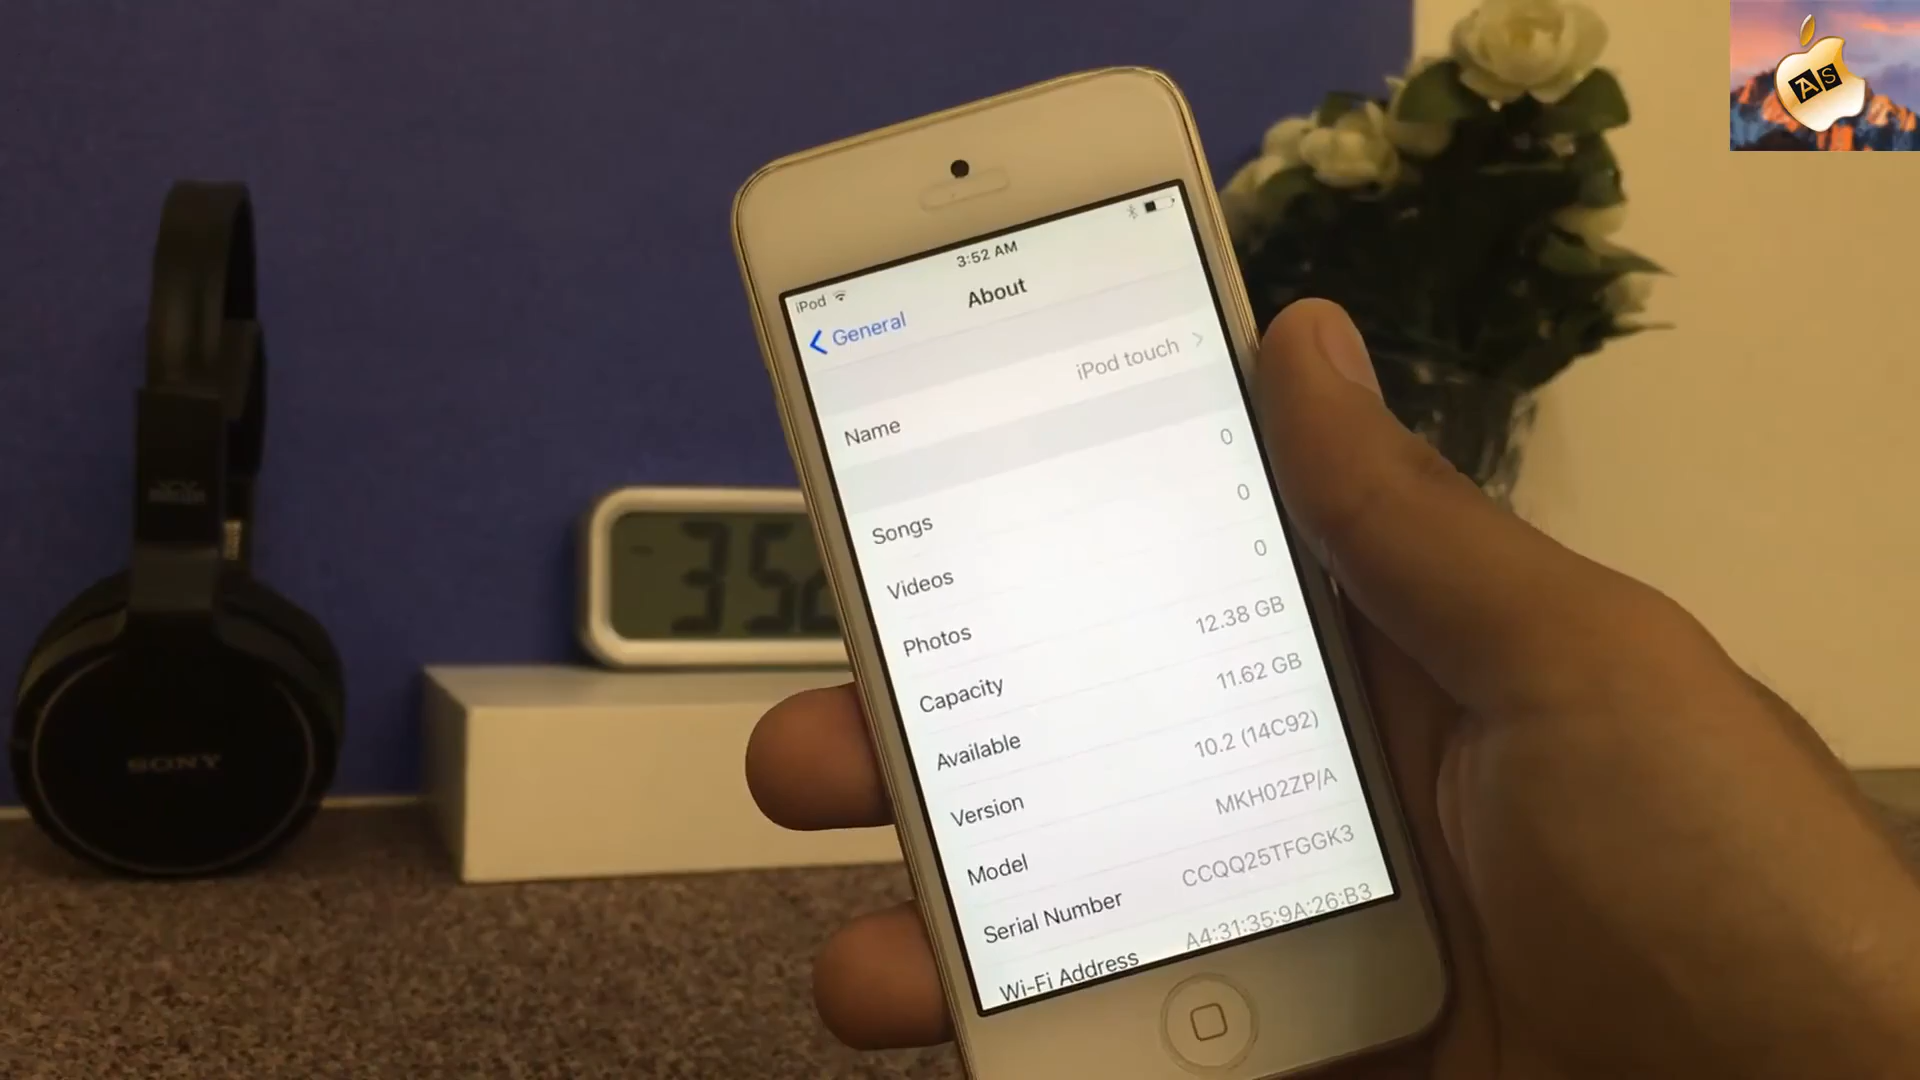 AS
iPod
3:52 AM
General
About
Name iPod touch
Songs 0
Videos 0
Photos 0
Capacity 12.38 GB
Available 11.62 GB
Version 10.2 (14C92)
Model MKH02ZP/A
Serial Number CCQQ25TFGGK3
Wi-Fi Address A4:31:35:9A:26:B3
352
SONY